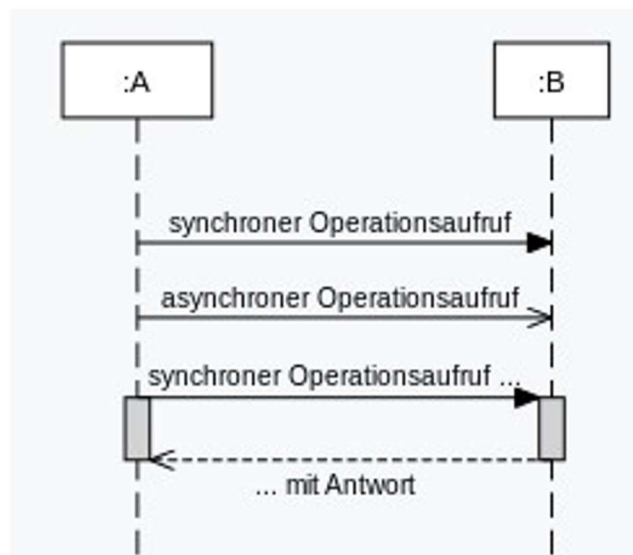 :A
:B
synchroner Operationsaufruf
asynchroner Operationsaufruf
synchroner Operationsaufruf ...
... mit Antwort